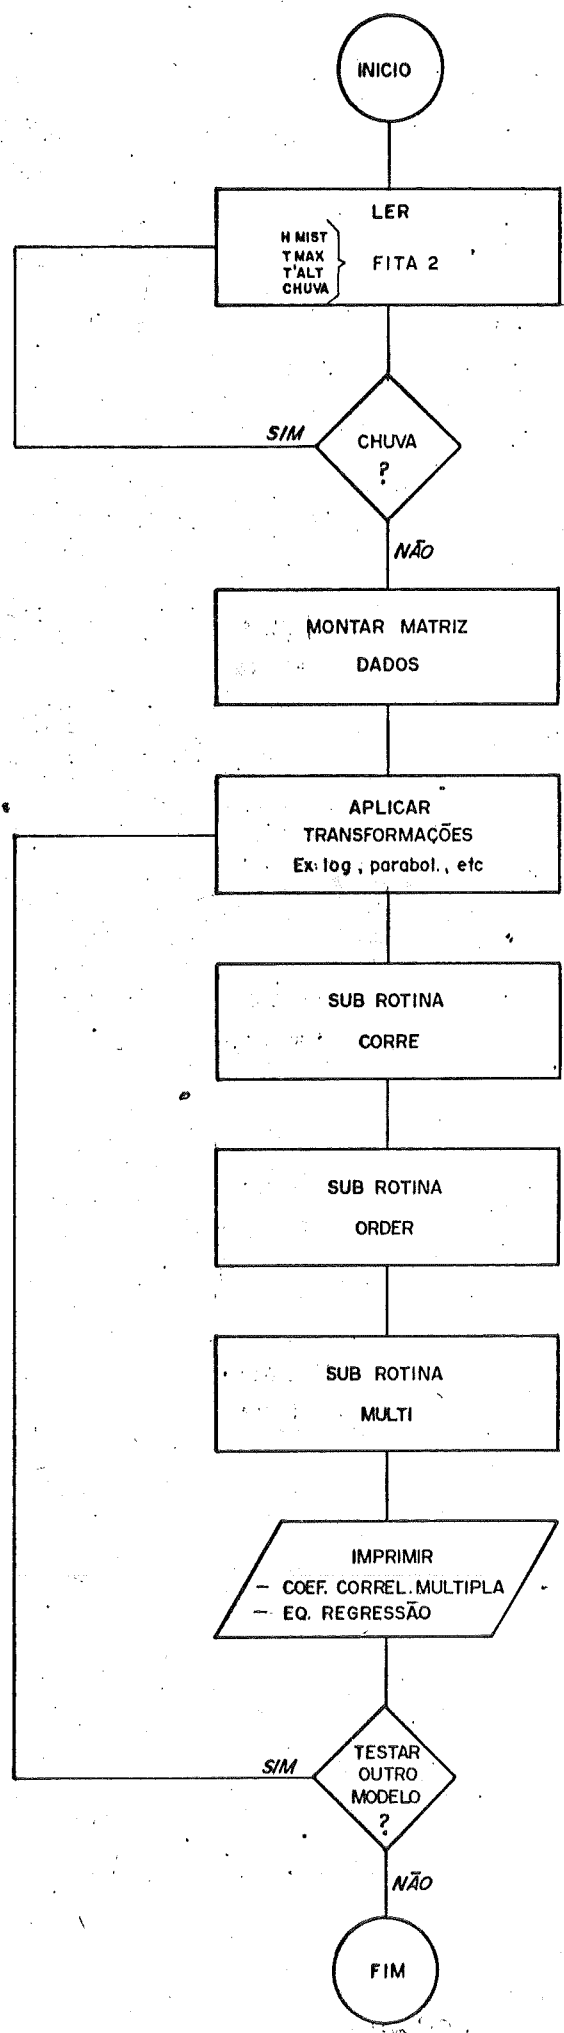 INICIO
LER
H MIST
T MAX
T'ALT
CHUVA
FITA 2
SIM
CHUVA
?
NÃO
MONTAR MATRIZ
DADOS
APLICAR
TRANSFORMAÇÕES
Ex: log, parabol., etc
SUB ROTINA
CORRE
SUB ROTINA
ORDER
SUB ROTINA
MULTI
IMPRIMIR
- COEF. CORREL. MULTIPLA
- EQ. REGRESSÃO
SIM
TESTAR
OUTRO
MODELO
?
NÃO
FIM